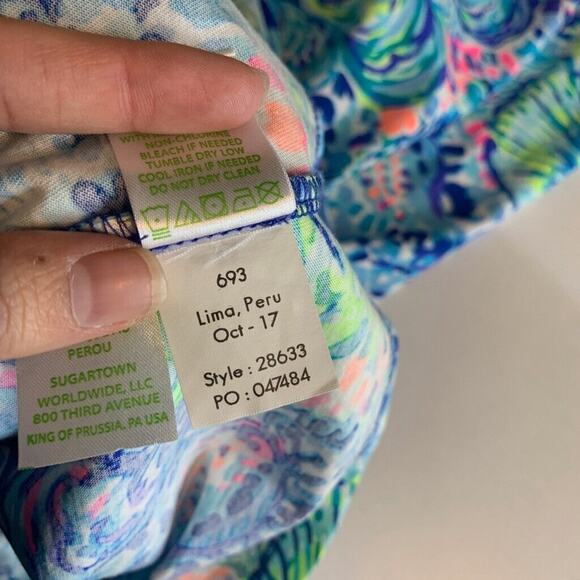 NON-CHLORINE
BLEACH IF NEEDED
TUMBLE DRY LOW
COOL IRON IF NEEDED
DO NOT DRY CLEAN
693
Lima, Peru
Oct - 17
Style : 28633
PO : 047484
PEROU
SUGARTOWN
WORLDWIDE, LLC
800 THIRD AVENUE
KING OF PRUSSIA, PA USA